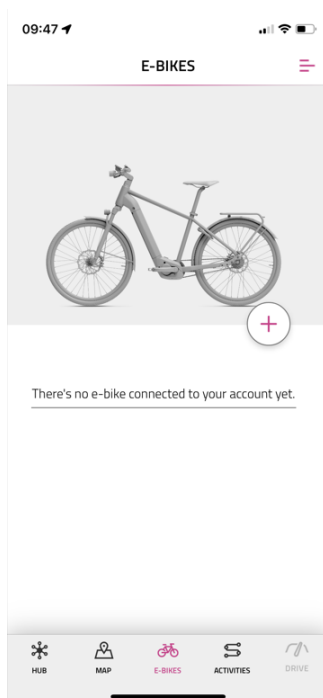 09:47
E-BIKES
There's no e-bike connected to your account yet.
HUB MAP E-BIKES ACTIVITIES DRIVE